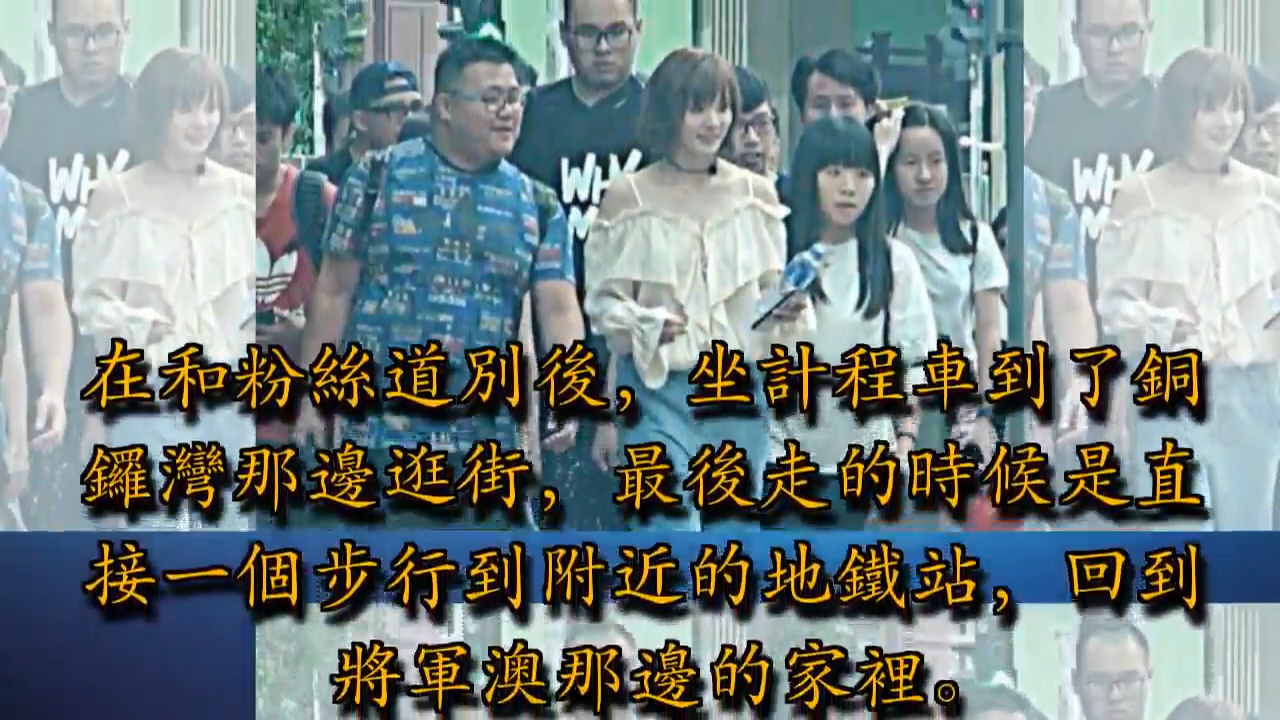 WHY
在和粉絲道別後，坐計程車到了銅
鑼灣那邊逛街，最後走的時候是直
接一個步行到附近的地鐵站，回到
將軍澳那邊的家裡。